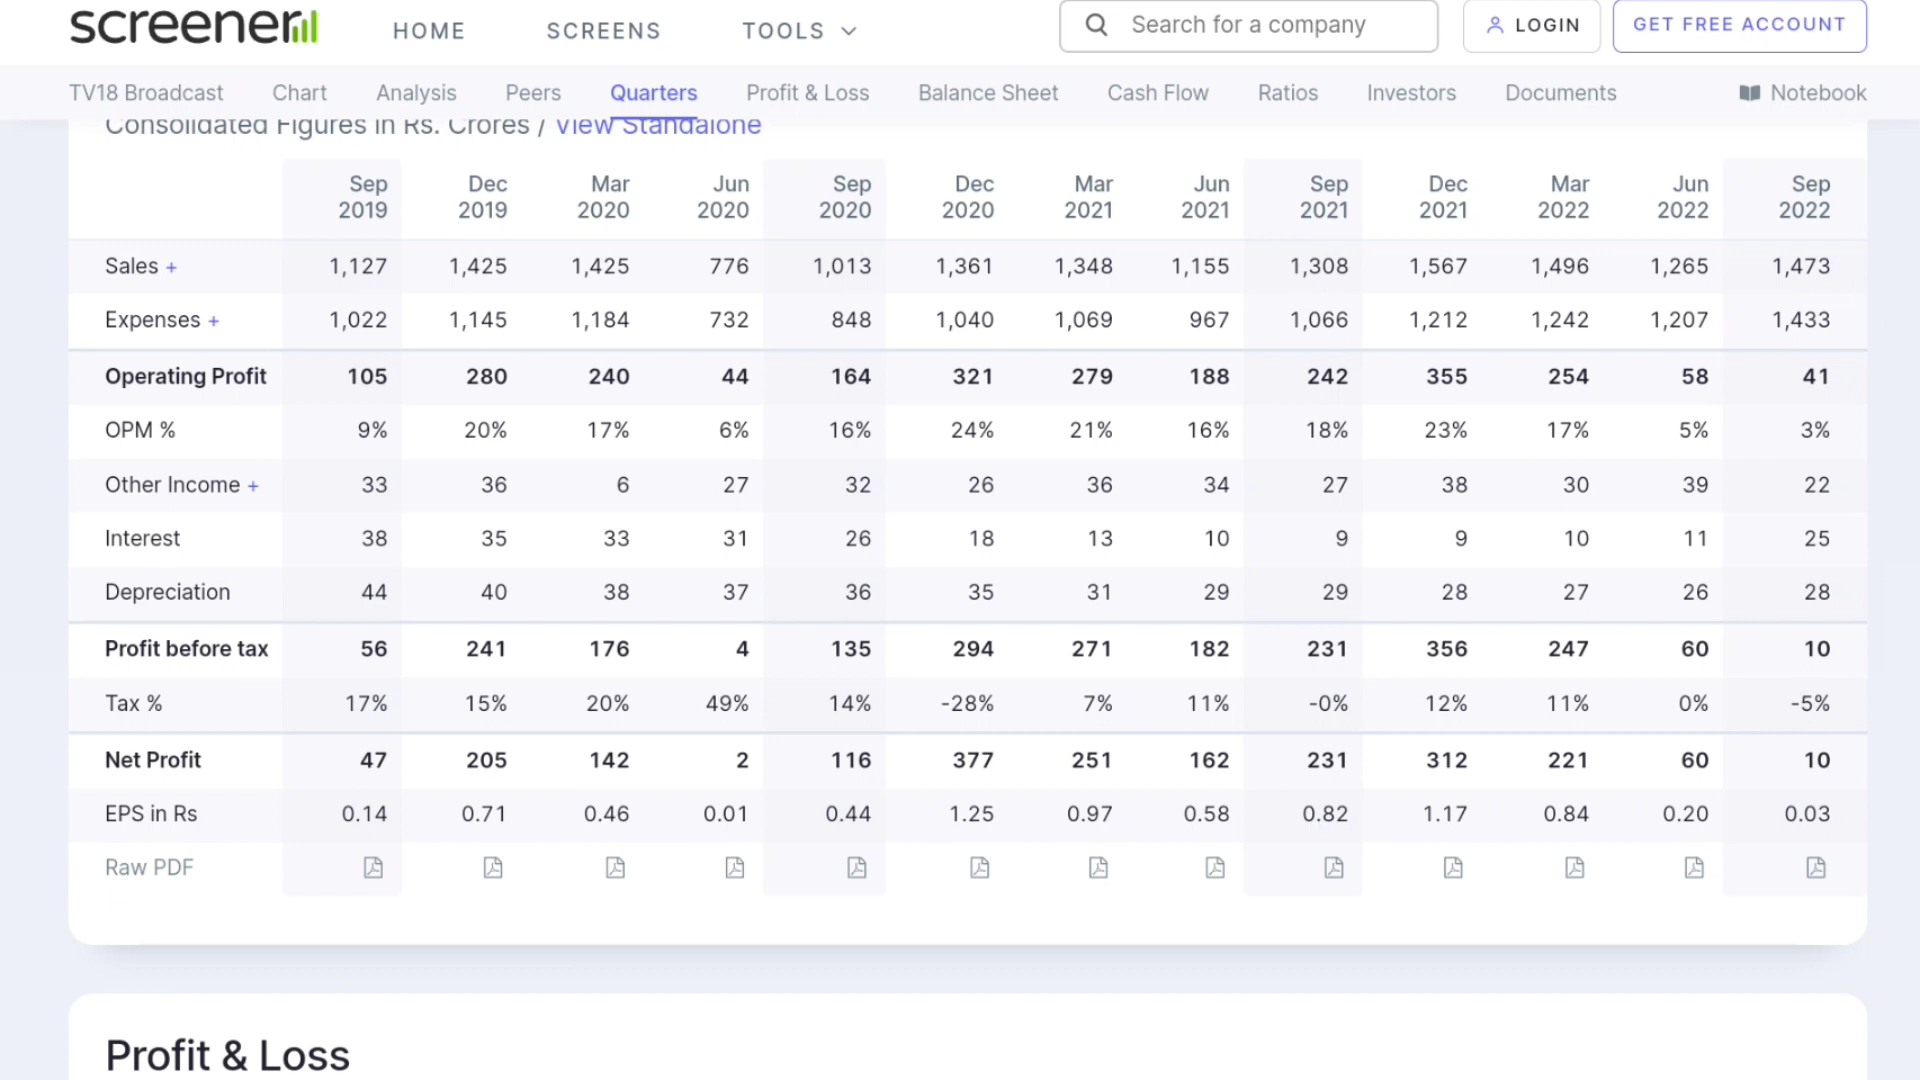 screener
HOME SCREENS TOOLS
Search for a company
LOGIN
GET FREE ACCOUNT
TV18 Broadcast Chart Analysis Peers Quarters Profit & Loss Balance Sheet Cash Flow Ratios Investors Documents Notebook
Consolidated Figures in Rs. Crores / View Standalone
Sep 2019 Dec 2019 Mar 2020 Jun 2020 Sep 2020 Dec 2020 Mar 2021 Jun 2021 Sep 2021 Dec 2021 Mar 2022 Jun 2022 Sep 2022
Sales + 1,127 1,425 1,425 776 1,013 1,361 1,348 1,155 1,308 1,567 1,496 1,265 1,473
Expenses + 1,022 1,145 1,184 732 848 1,040 1,069 967 1,066 1,212 1,242 1,207 1,433
Operating Profit 105 280 240 44 164 321 279 188 242 355 254 58 41
OPM % 9% 20% 17% 6% 16% 24% 21% 16% 18% 23% 17% 5% 3%
Other Income + 33 36 6 27 32 26 36 34 27 38 30 39 22
Interest 38 35 33 31 26 18 13 10 9 9 10 11 25
Depreciation 44 40 38 37 36 35 31 29 29 28 27 26 28
Profit before tax 56 241 176 4 135 294 271 182 231 356 247 60 10
Tax % 17% 15% 20% 49% 14% -28% 7% 11% -0% 12% 11% 0% -5%
Net Profit 47 205 142 2 116 377 251 162 231 312 221 60 10
EPS in Rs 0.14 0.71 0.46 0.01 0.44 1.25 0.97 0.58 0.82 1.17 0.84 0.20 0.03
Raw PDF
Profit & Loss